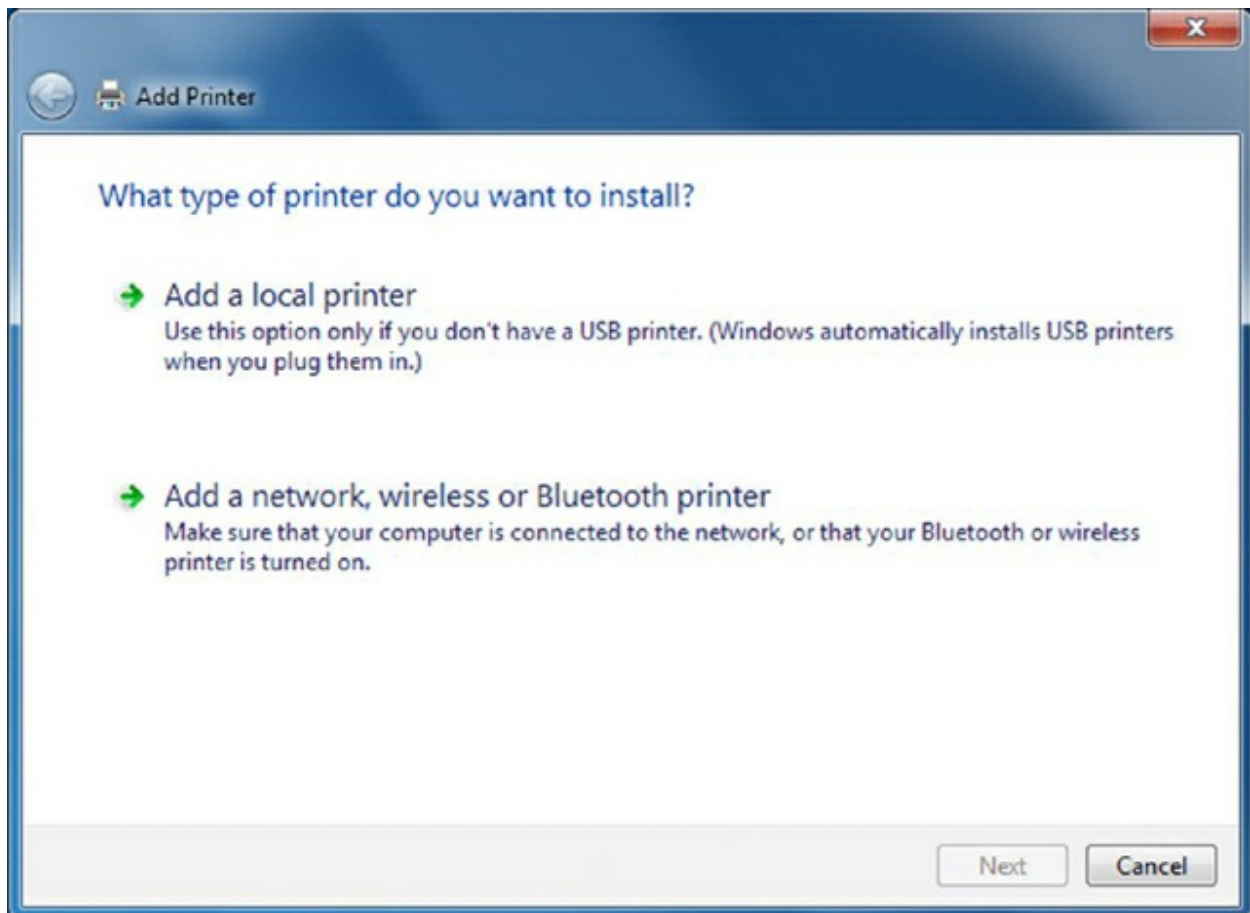 Add Printer
What type of printer do you want to install?
Add a local printer
Use this option only if you don't have a USB printer. (Windows automatically installs USB printers
when you plug them in.)
Add a network, wireless or Bluetooth printer
Make sure that your computer is connected to the network, or that your Bluetooth or wireless
printer is turned on.
Next Cancel